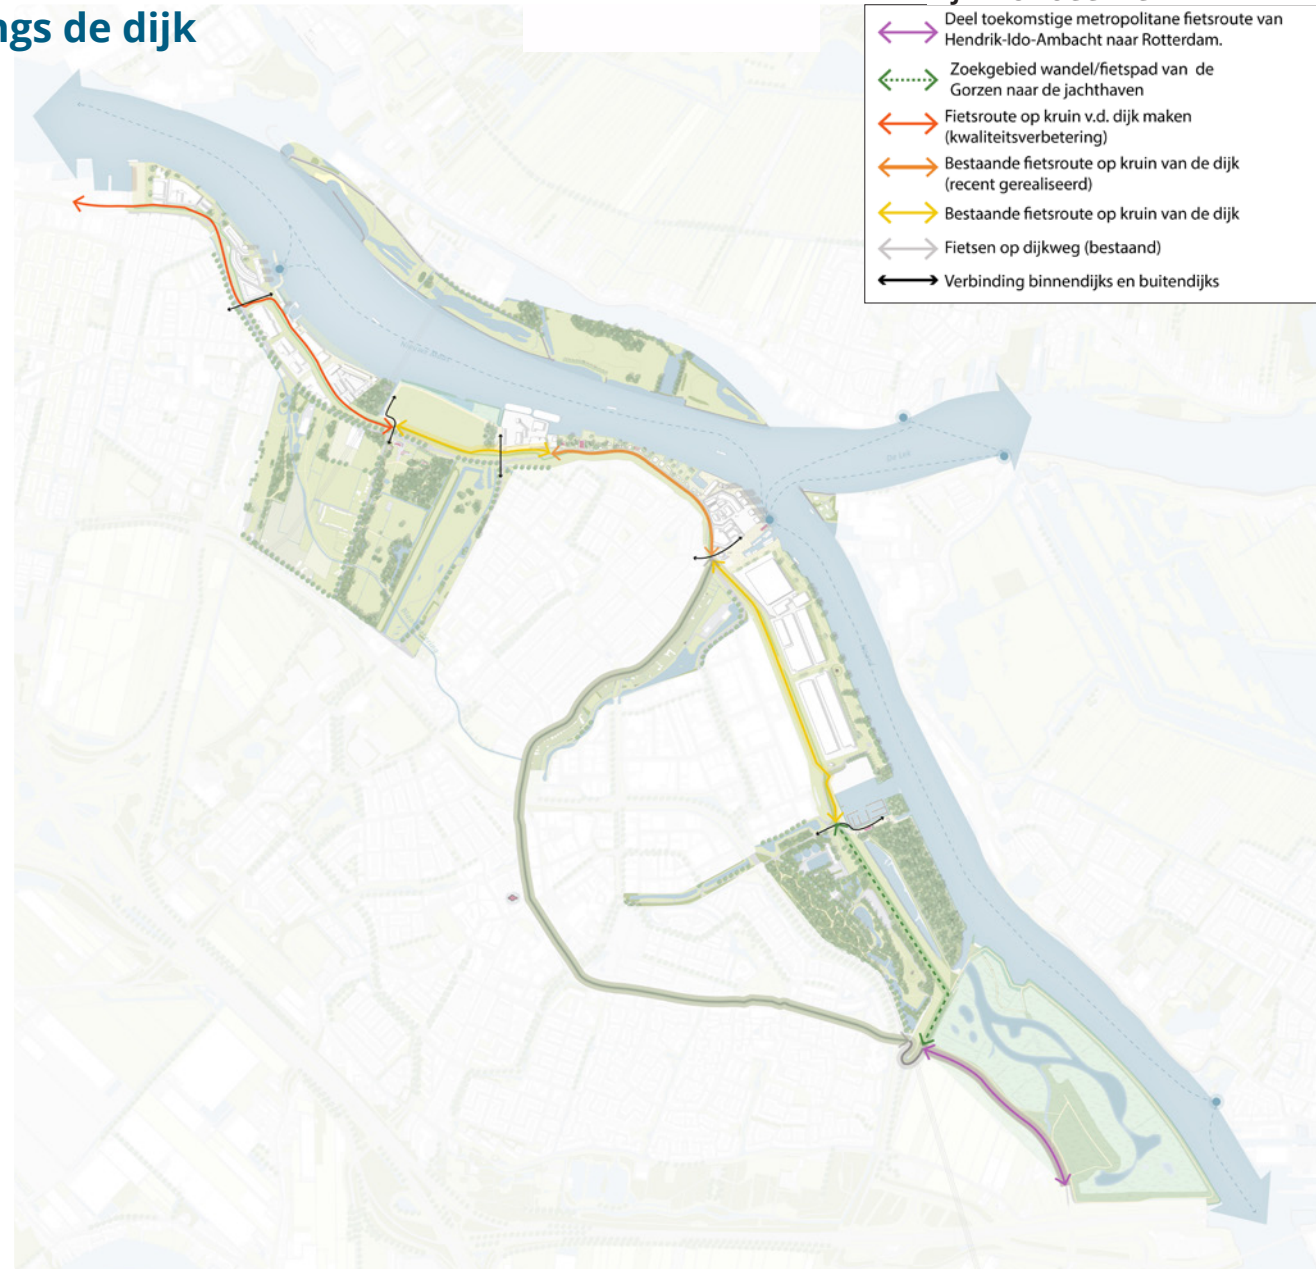 ngs de dijk
Deel toekomstige metropolitane fietsroute van
Hendrik-Ido-Ambacht naar Rotterdam.
Zoekgebied wandel/fietspad van de
Gorzen naar de jachthaven
Fietsroute op kruin v.d. dijk maken
(kwaliteitsverbetering)
Bestaande fietsroute op kruin van de dijk
(recent gerealiseerd)
Bestaande fietsroute op kruin van de dijk
Fietsen op dijkweg (bestaand)
Verbinding binnendijks en buitendijks
De Lek